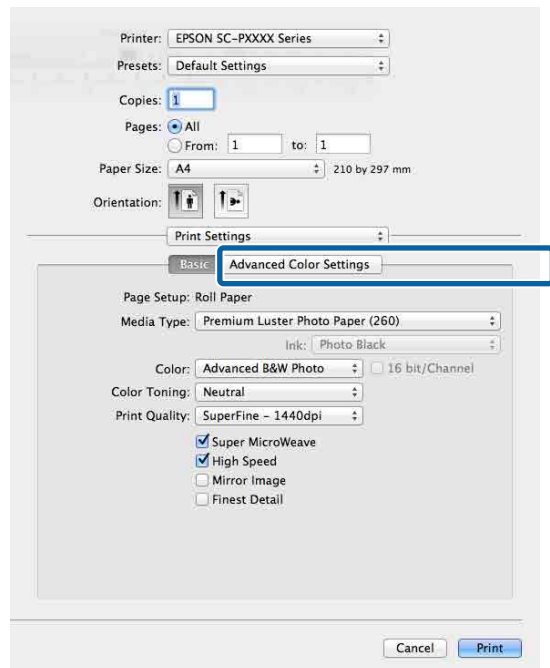 Printer: EPSON SC-PXXXX Series
Presets: Default Settings
Copies: 1
Pages: All
From: 1 to: 1
Paper Size: A4 210 by 297 mm
Orientation:
Print Settings
Basic Advanced Color Settings
Page Setup: Roll Paper
Media Type: Premium Luster Photo Paper (260)
Ink: Photo Black
Color: Advanced B&W Photo 16 bit/Channel
Color Toning: Neutral
Print Quality: SuperFine - 1440dpi
Super MicroWeave
High Speed
Mirror Image
Finest Detail
Cancel Print